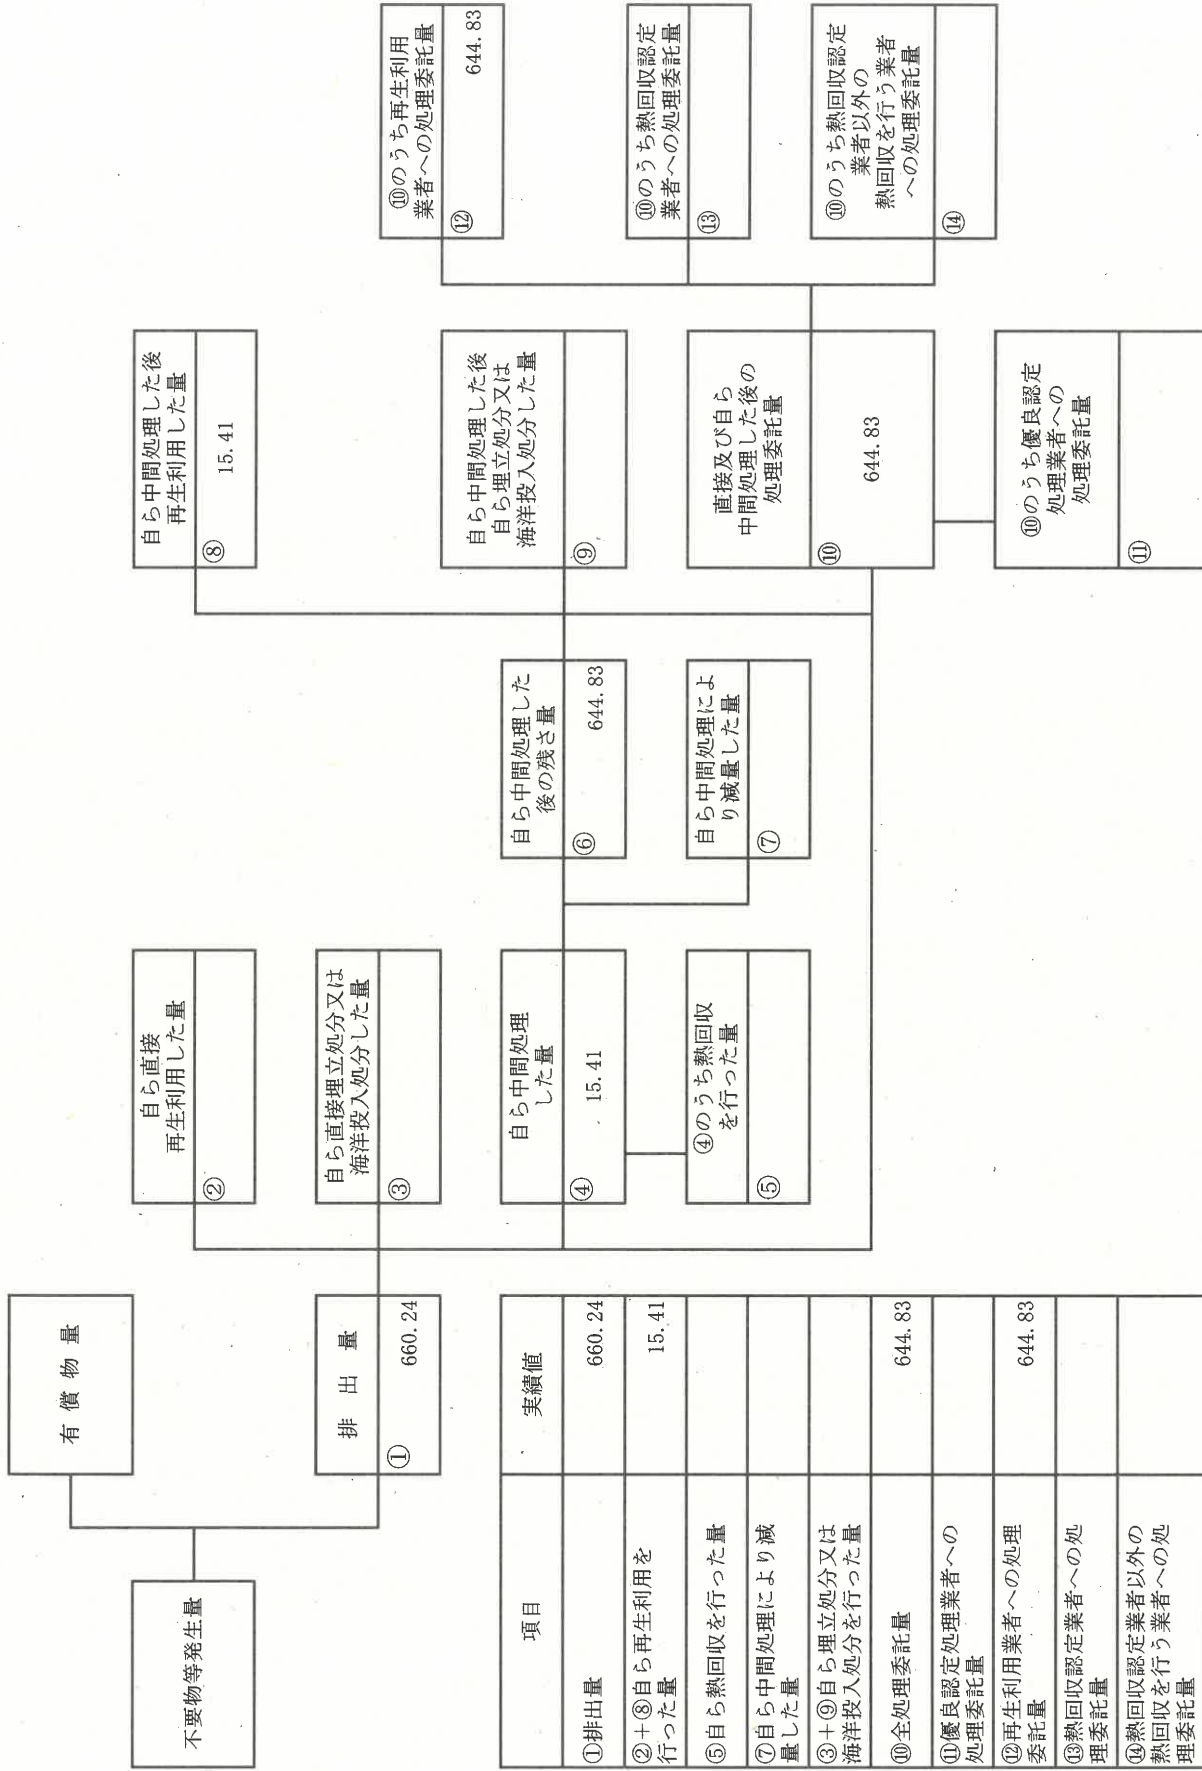 不要物等発生量
有償物量
排出量
①
660.24
自ら直接
再生利用した量
②
自ら直接埋立処分又は
海洋投入処分した量
③
自ら中間処理
した量
④
15.41
④のうち熱回収
を行った量
⑤
自ら中間処理した
後の残さ量
⑥
644.83
自ら中間処理によ
り減量した量
⑦
自ら中間処理した後
再生利用した量
⑧
15.41
自ら中間処理した後
自ら埋立処分又は
海洋投入処分した量
⑨
直接及び自ら
中間処理した後の
処理委託量
⑩
644.83
⑩のうち優良認定
処理業者への
処理委託量
⑪
⑩のうち再生利用
業者への処理委託量
⑫
644.83
⑩のうち熱回収認定
業者への処理委託量
⑬
⑩のうち熱回収認定
業者以外の
熱回収を行う業者
への処理委託量
⑭
項目 実績値
①排出量 660.24
②+⑧自ら再生利用を
行った量 15.41
⑤自ら熱回収を行った量
⑦自ら中間処理により減
量した量
③+⑨自ら埋立処分又は
海洋投入処分を行った量
⑩全処理委託量 644.83
⑪優良認定処理業者への
処理委託量
⑫再生利用業者への処理
委託量 644.83
⑬熱回収認定業者への処
理委託量
⑭熱回収認定業者以外の
熱回収を行う業者への処
理委託量